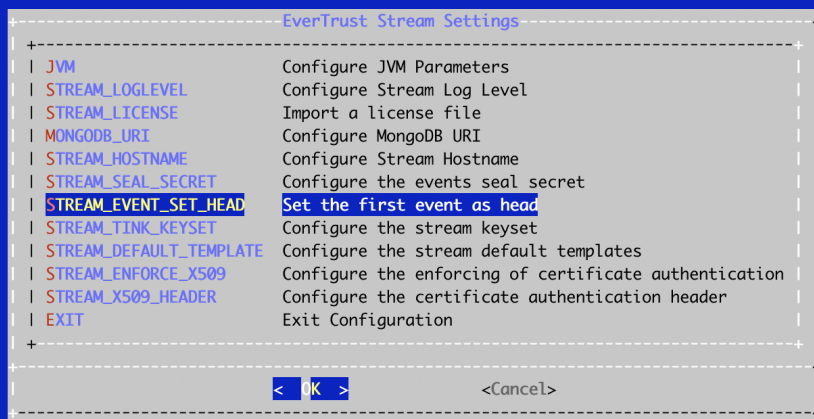 EverTrust Stream Settings
JVM Configure JVM Parameters
STREAM_LOGLEVEL Configure Stream Log Level
STREAM_LICENSE Import a license file
MONGODB_URI Configure MongoDB URI
STREAM_HOSTNAME Configure Stream Hostname
STREAM_SEAL_SECRET Configure the events seal secret
STREAM_EVENT_SET_HEAD Set the first event as head
STREAM_TINK_KEYSET Configure the stream keyset
STREAM_DEFAULT_TEMPLATE Configure the stream default templates
STREAM_ENFORCE_X509 Configure the enforcing of certificate authentication
STREAM_X509_HEADER Configure the certificate authentication header
EXIT Exit Configuration
< OK > <Cancel>